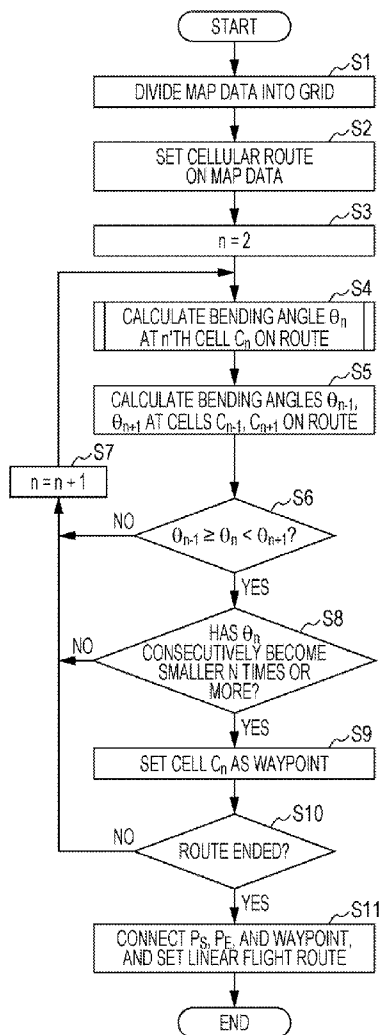 START
S1
DIVIDE MAP DATA INTO GRID
S2
SET CELLULAR ROUTE
ON MAP DATA
S3
n = 2
S4
CALCULATE BENDING ANGLE θn
AT n'TH CELL Cn ON ROUTE
S5
CALCULATE BENDING ANGLES θn-1,
θn+1 AT CELLS Cn-1, Cn+1 ON ROUTE
S7
n = n + 1
S6
NO
θn-1 ≥ θn < θn+1?
YES
S8
NO
HAS θn
CONSECUTIVELY BECOME
SMALLER N TIMES OR
MORE?
YES
S9
SET CELL Cn AS WAYPOINT
S10
NO
ROUTE ENDED?
YES
S11
CONNECT PS, PE, AND WAYPOINT,
AND SET LINEAR FLIGHT ROUTE
END